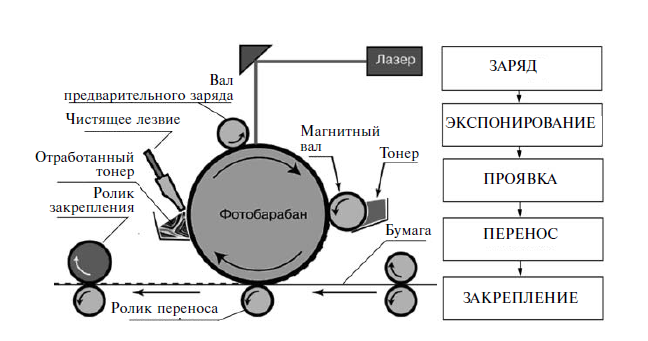 Лазер
Вал
предварительного заряда
Чистящее лезвие
Отработанный
тонер
Ролик
закрепления
Магнитный
вал
Тонер
Фотобарабан
Бумага
Ролик переноса
ЗАРЯД
ЭКСПОНИРОВАНИЕ
ПРОЯВКА
ПЕРЕНОС
ЗАКРЕПЛЕНИЕ